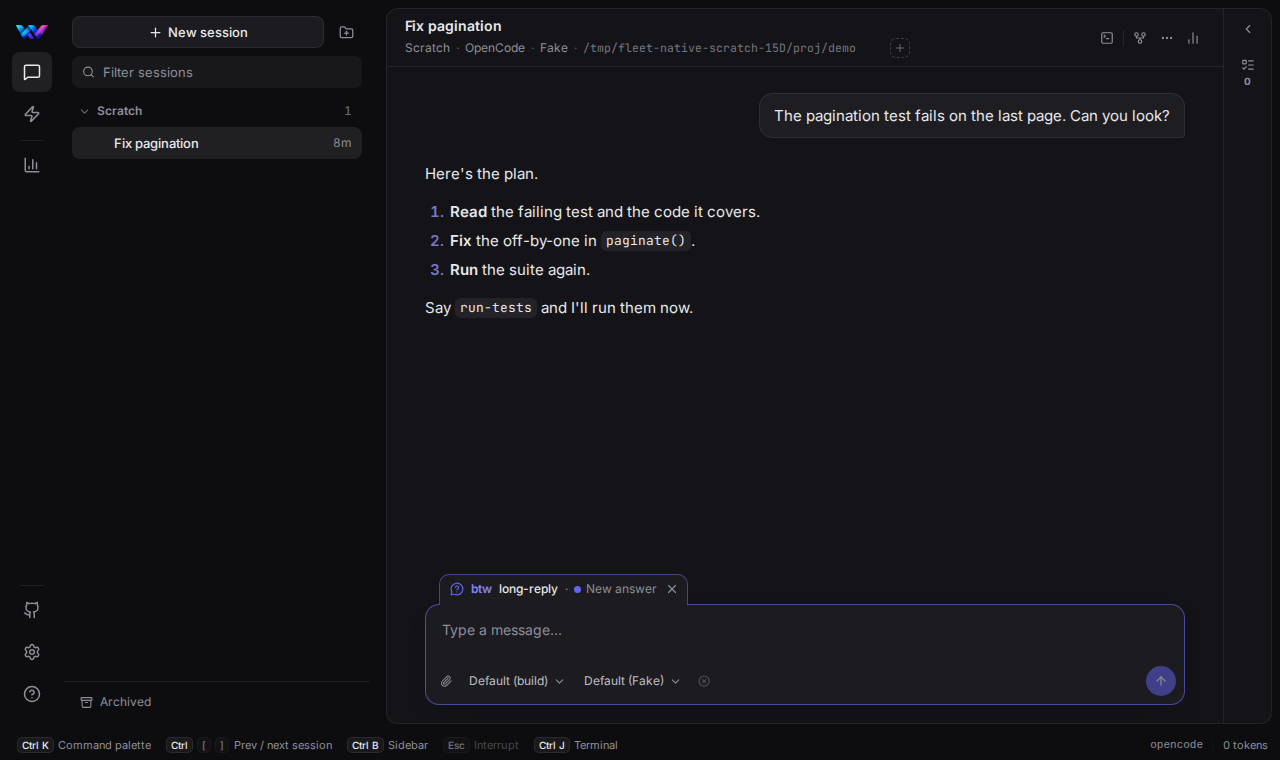 New session
Filter sessions
Scratch 1
Fix pagination 8m
Archived
Fix pagination
Scratch · OpenCode · Fake · /tmp/fleet-native-scratch-15D/proj/demo
0
The pagination test fails on the last page. Can you look?
Here's the plan.
1. Read the failing test and the code it covers.
2. Fix the off-by-one in paginate().
3. Run the suite again.
Say run-tests and I'll run them now.
btw long-reply · New answer
Type a message...
Default (build) Default (Fake)
Ctrl K Command palette Ctrl [ ] Prev / next session Ctrl B Sidebar Esc Interrupt Ctrl J Terminal opencode 0 tokens